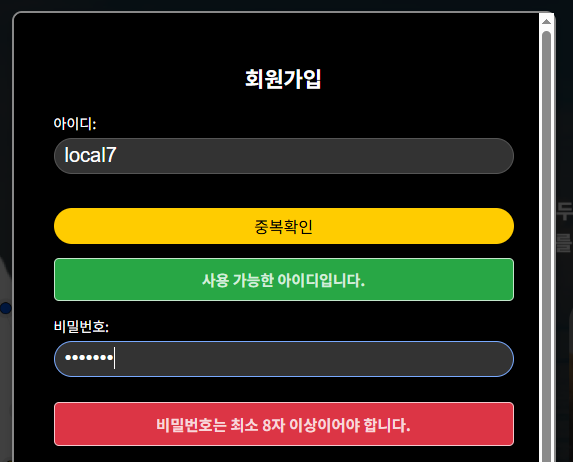 회원가입
아이디:
local7
중복확인
사용 가능한 아이디입니다.
비밀번호:
•••••••
비밀번호는 최소 8자 이상이어야 합니다.
두
를